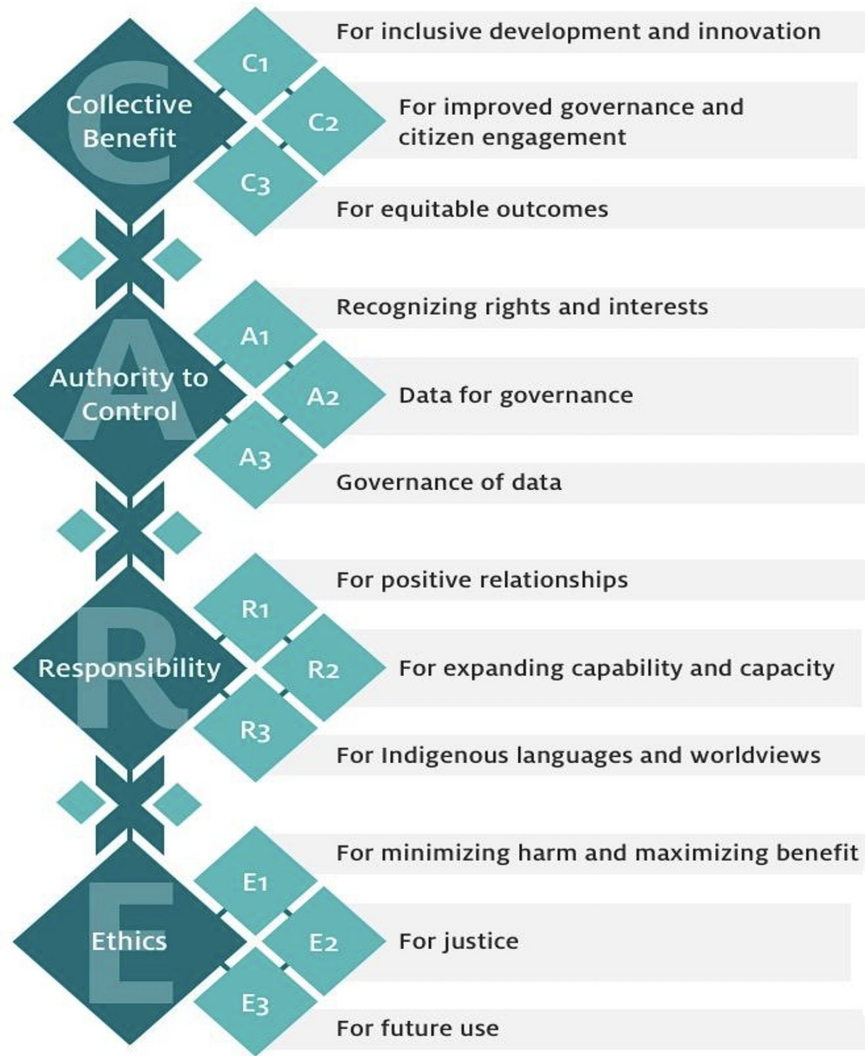 C
Collective
Benefit
C1
For inclusive development and innovation
C2
For improved governance and
citizen engagement
C3
For equitable outcomes
A
Authority to
Control
A1
Recognizing rights and interests
A2
Data for governance
A3
Governance of data
R
Responsibility
R1
For positive relationships
R2
For expanding capability and capacity
R3
For Indigenous languages and worldviews
E
Ethics
E1
For minimizing harm and maximizing benefit
E2
For justice
E3
For future use